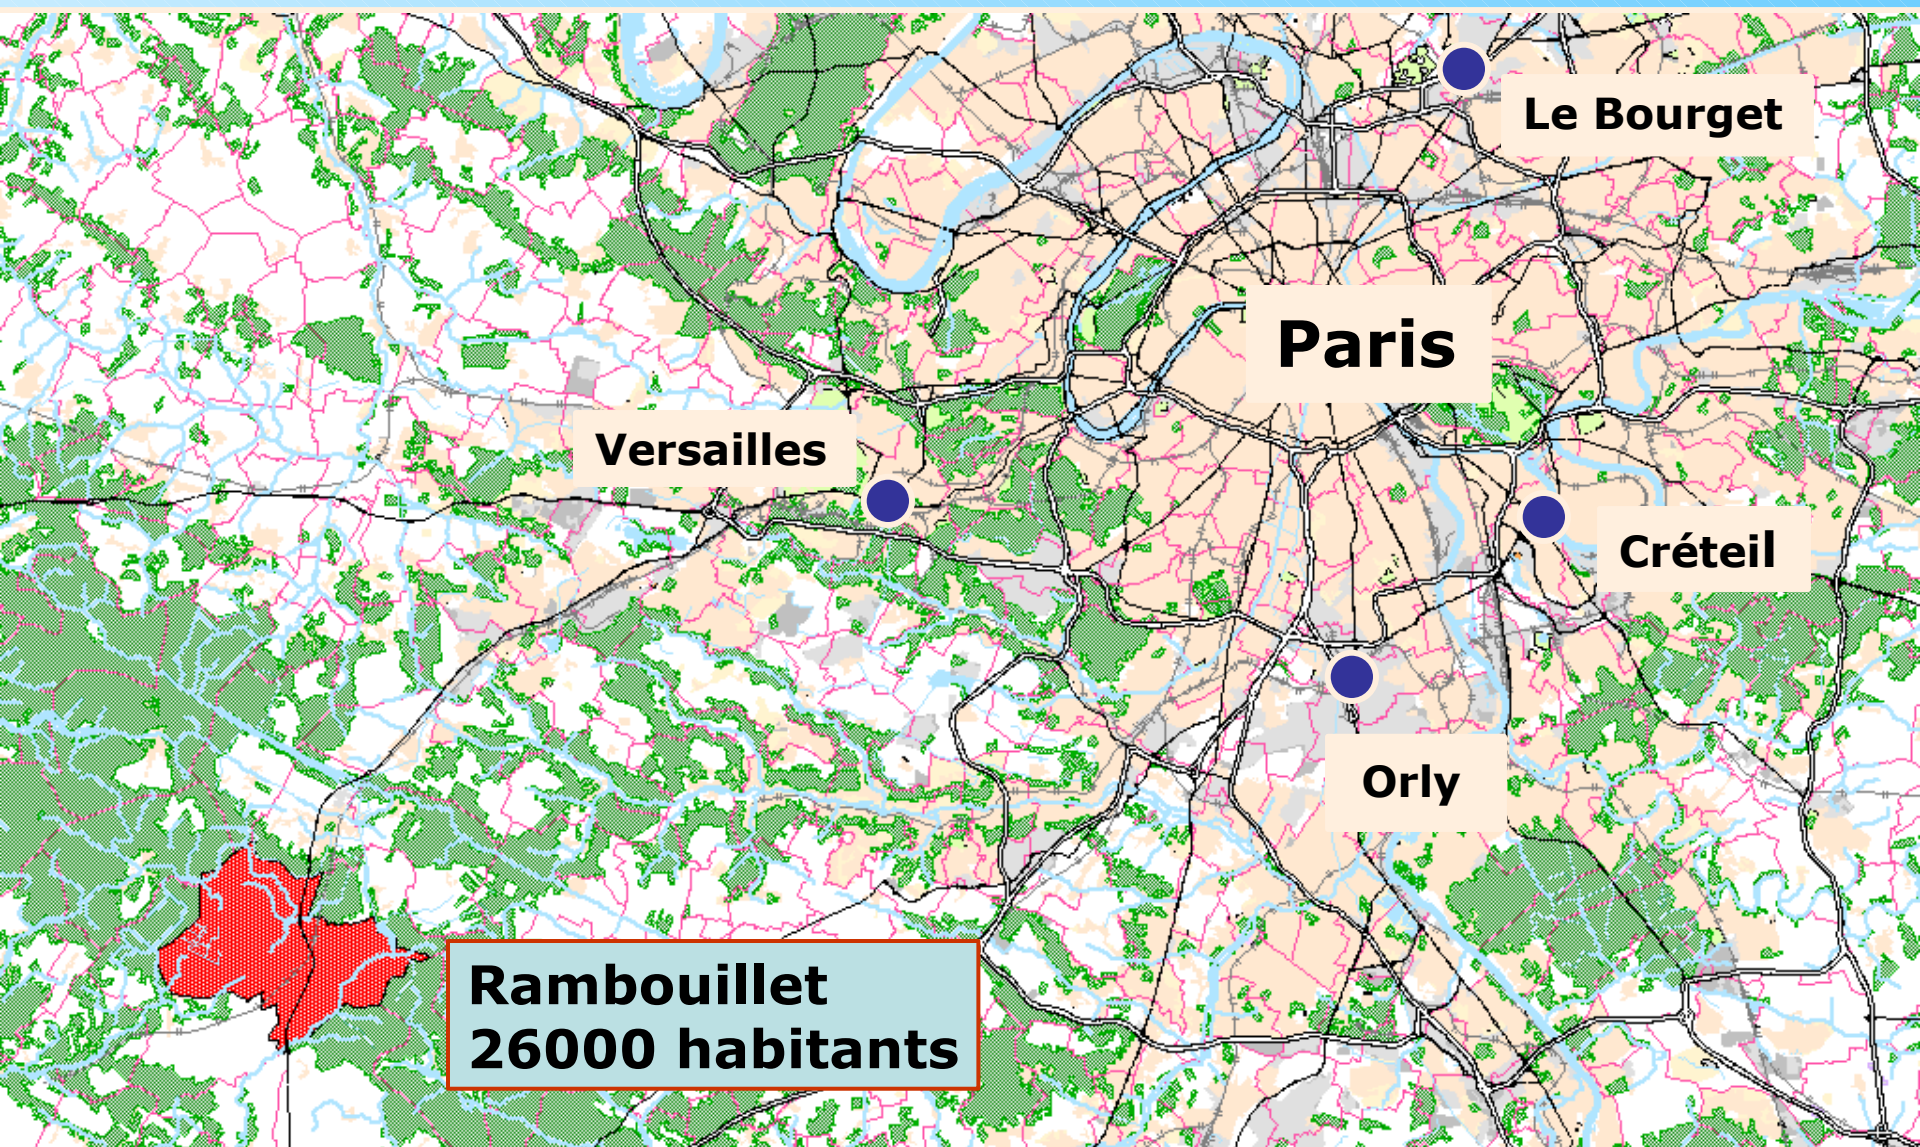 Le Bourget
Paris
Versailles
Créteil
Orly
Rambouillet
26000 habitants